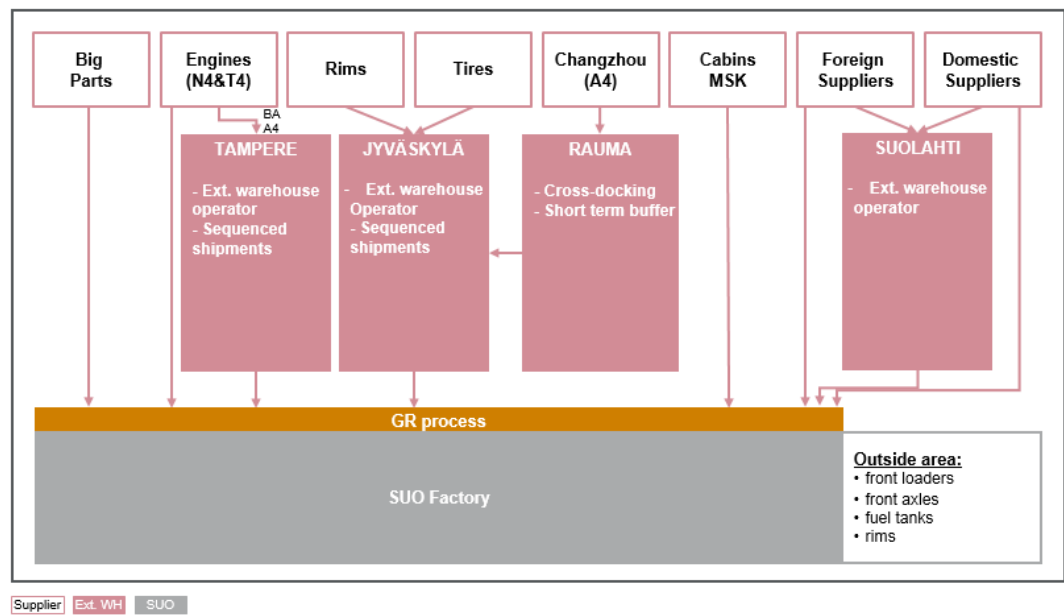 Big
Parts
Engines
(N4&T4)
Rims
Tires
Changzhou
(A4)
Cabins
MSK
Foreign
Suppliers
Domestic
Suppliers
BA
A4
TAMPERE
- Ext. warehouse
operator
- Sequenced
shipments
JYVÄSKYLÄ
- Ext. warehouse
Operator
- Sequenced
shipments
RAUMA
- Cross-docking
- Short term buffer
SUOLAHTI
- Ext. warehouse
operator
GR process
SUO Factory
Outside area:
• front loaders
• front axles
• fuel tanks
• rims
Supplier
Ext. WH
SUO